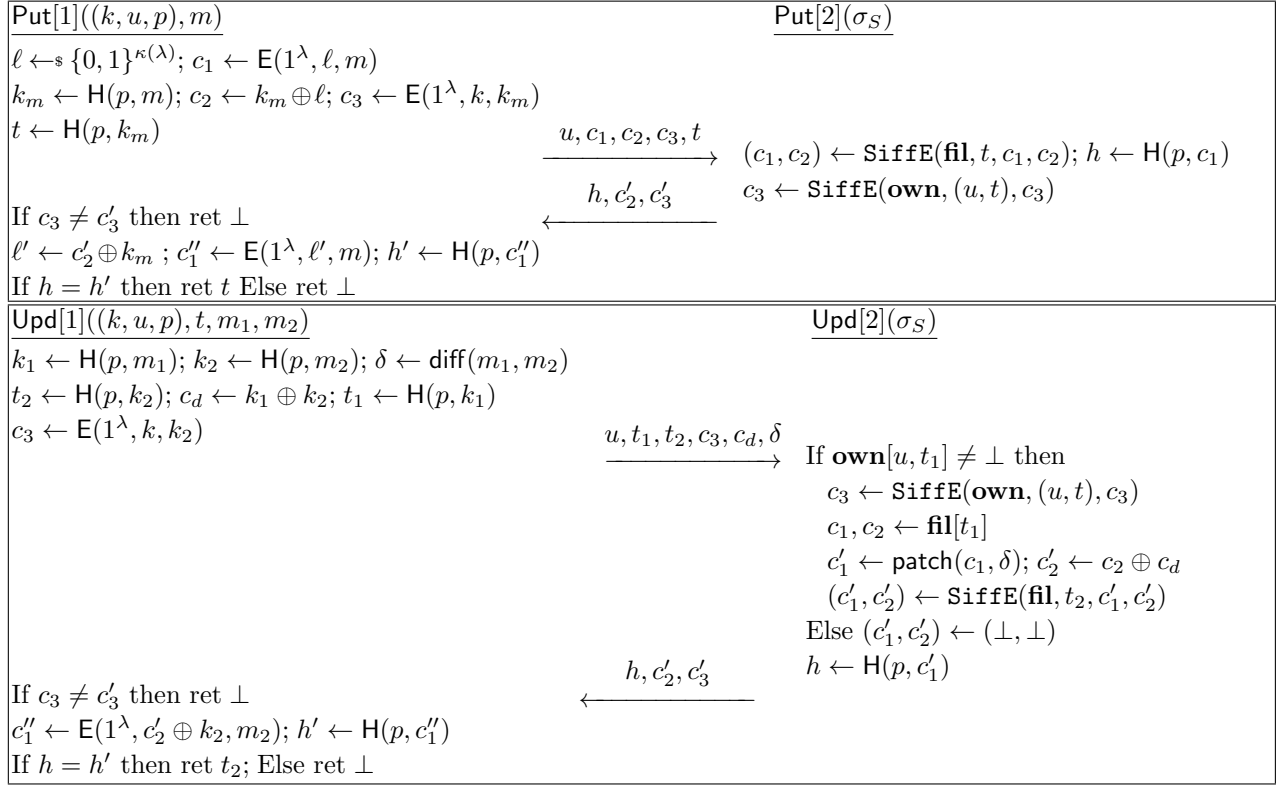 Put[1]((k, u, p), m)
Put[2](σ_S)
ℓ ←$ {0, 1}^{κ(λ)}; c_1 ← E(1^λ, ℓ, m)
k_m ← H(p, m); c_2 ← k_m ⊕ ℓ; c_3 ← E(1^λ, k, k_m)
t ← H(p, k_m)
u, c_1, c_2, c_3, t
(c_1, c_2) ← SiffE(fil, t, c_1, c_2); h ← H(p, c_1)
c_3 ← SiffE(own, (u, t), c_3)
h, c′_2, c′_3
If c_3 ≠ c′_3 then ret ⊥
ℓ′ ← c′_2 ⊕ k_m ; c″_1 ← E(1^λ, ℓ′, m); h′ ← H(p, c″_1)
If h = h′ then ret t Else ret ⊥
Upd[1]((k, u, p), t, m_1, m_2)
Upd[2](σ_S)
k_1 ← H(p, m_1); k_2 ← H(p, m_2); δ ← diff(m_1, m_2)
t_2 ← H(p, k_2); c_d ← k_1 ⊕ k_2; t_1 ← H(p, k_1)
c_3 ← E(1^λ, k, k_2)
u, t_1, t_2, c_3, c_d, δ
If own[u, t_1] ≠ ⊥ then
c_3 ← SiffE(own, (u, t), c_3)
c_1, c_2 ← fil[t_1]
c′_1 ← patch(c_1, δ); c′_2 ← c_2 ⊕ c_d
(c′_1, c′_2) ← SiffE(fil, t_2, c′_1, c′_2)
Else (c′_1, c′_2) ← (⊥, ⊥)
h ← H(p, c′_1)
h, c′_2, c′_3
If c_3 ≠ c′_3 then ret ⊥
c″_1 ← E(1^λ, c′_2 ⊕ k_2, m_2); h′ ← H(p, c″_1)
If h = h′ then ret t_2; Else ret ⊥